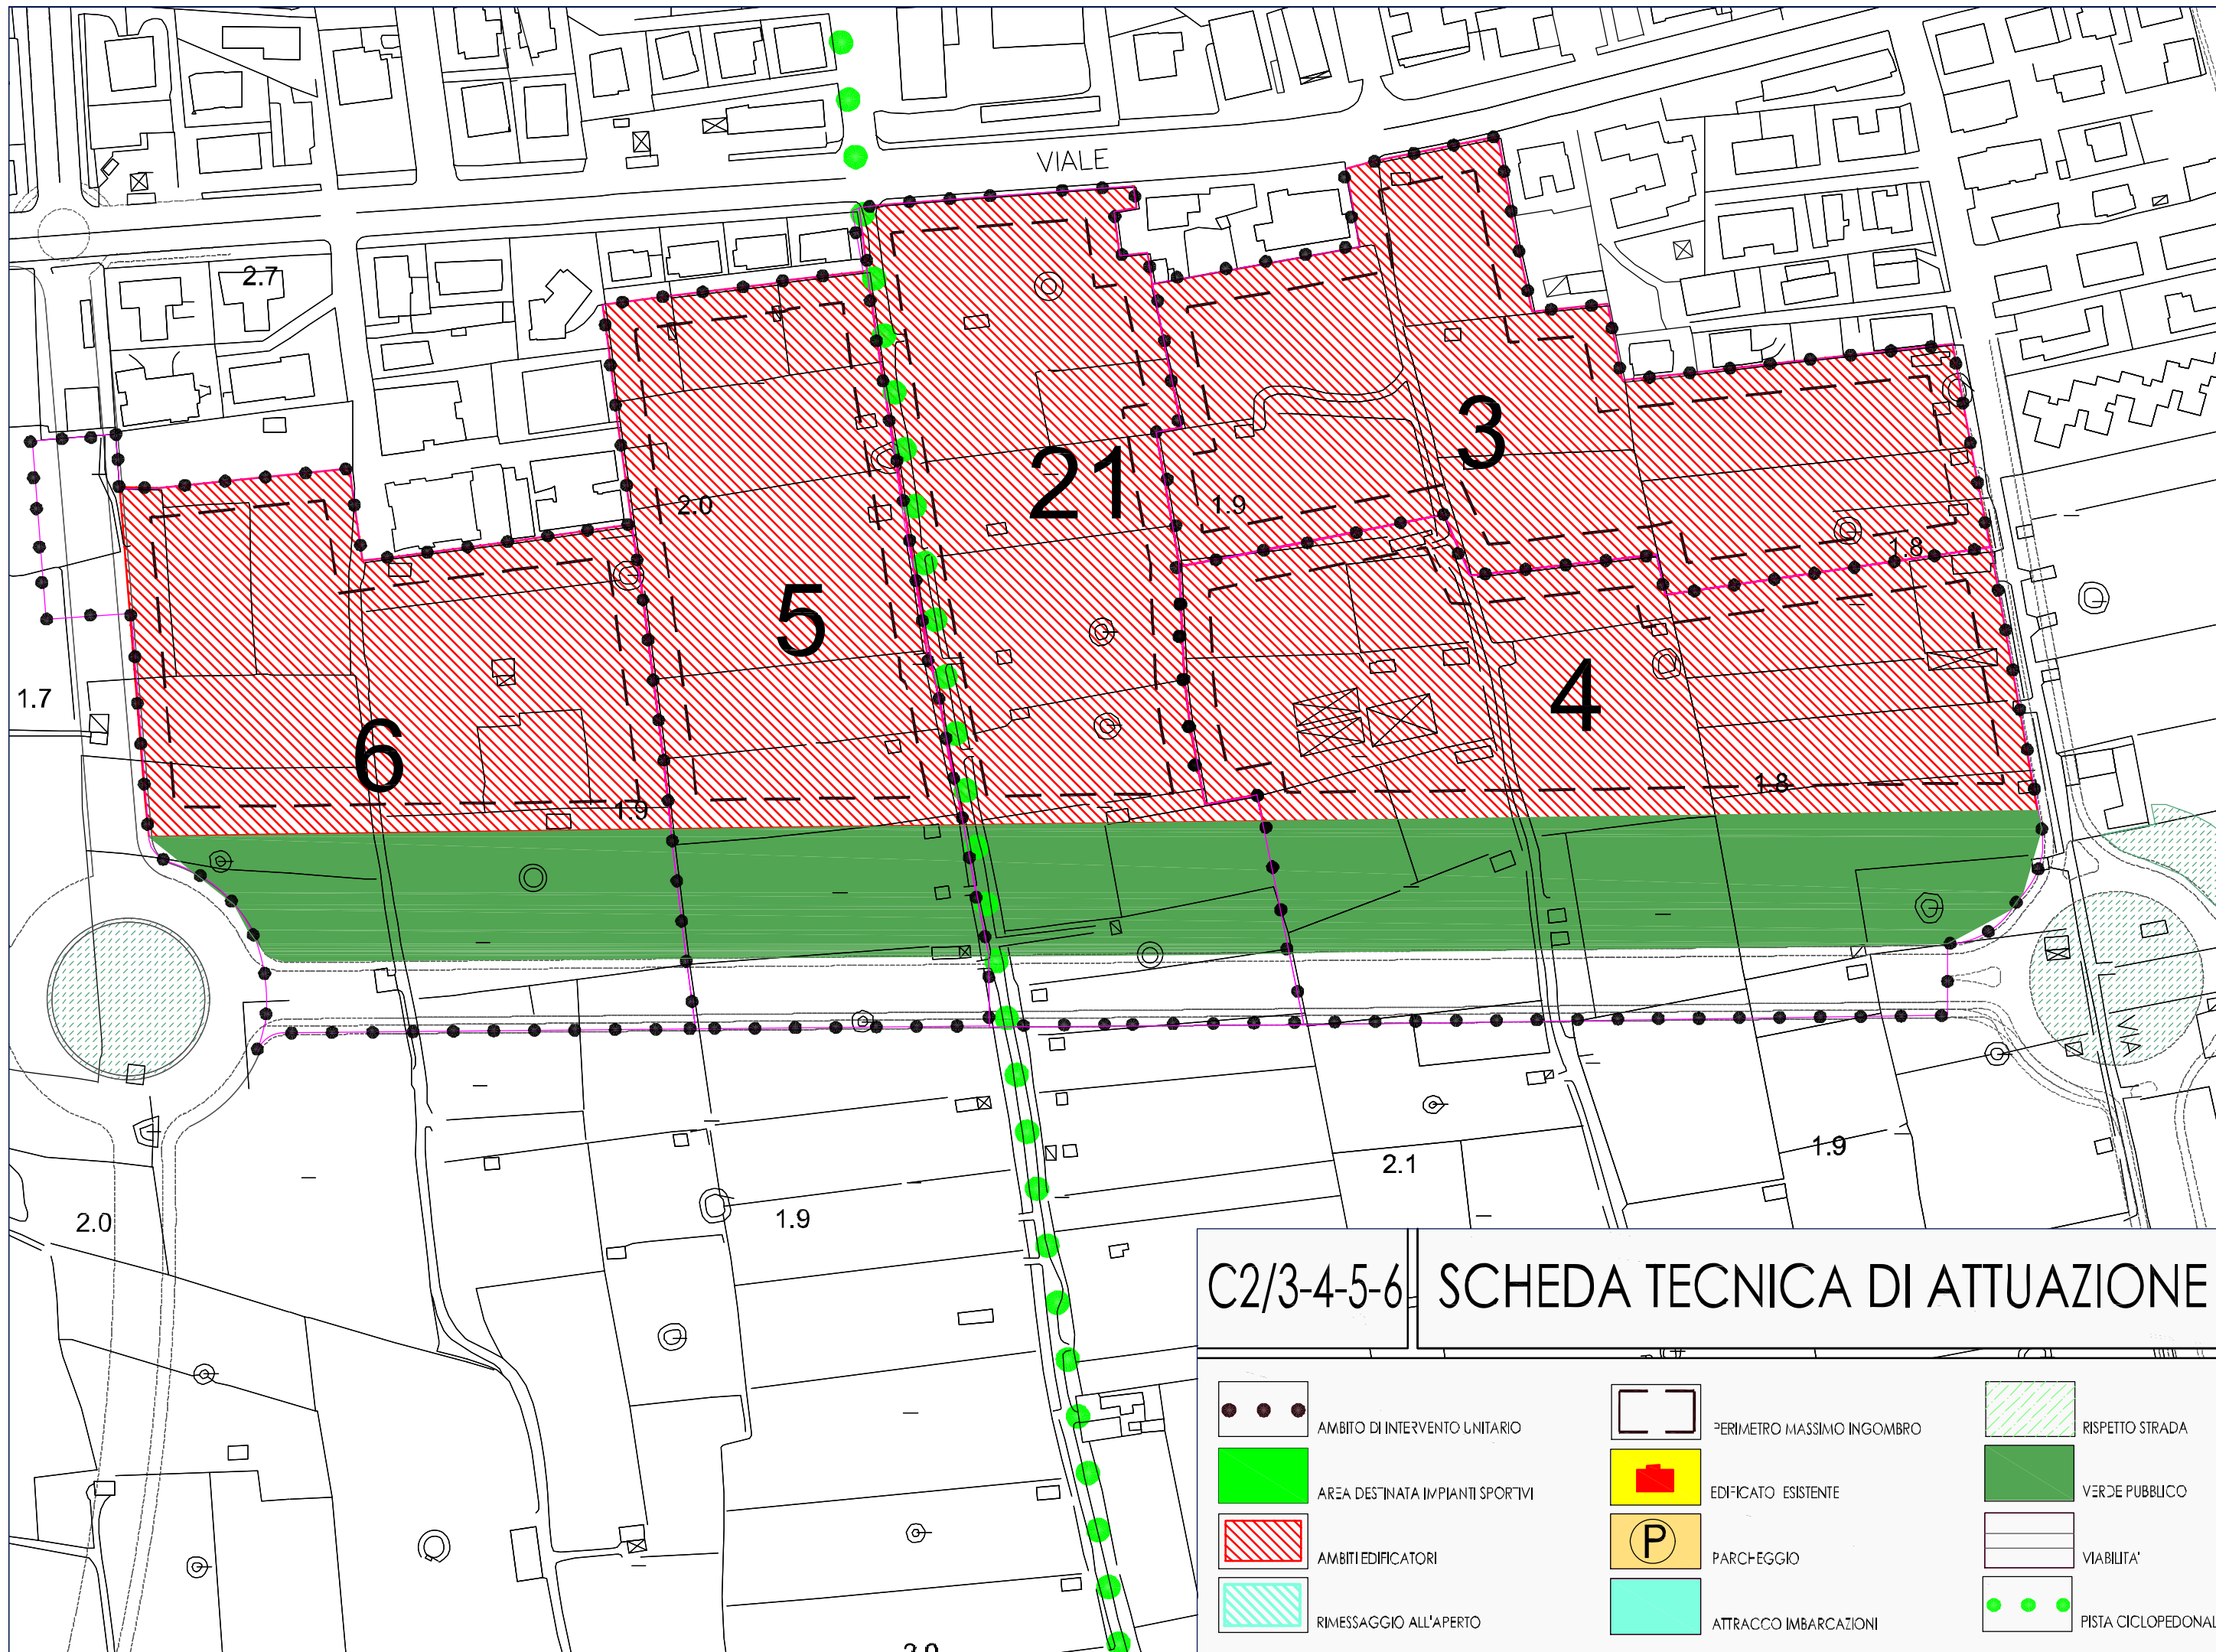 VIALE
2.7
3
21
2.0
1.9
1.8
5
4
1.7
6
1.8
1.9
VIA
1.9
2.1
2.0
1.9
C2/3-4-5-6
SCHEDA TECNICA DI ATTUAZIONE
AMBITO DI INTERVENTO UNITARIO
PERIMETRO MASSIMO INGOMBRO
RISPETTO STRADA
AREA DESTINATA IMPIANTI SPORTIVI
EDIFICATO ESISTENTE
VERDE PUBBLICO
AMBITI EDIFICATORI
P
PARCHEGGIO
VIABILITA'
RIMESSAGGIO ALL'APERTO
ATTRACCO IMBARCAZIONI
PISTA CICLOPEDONAL